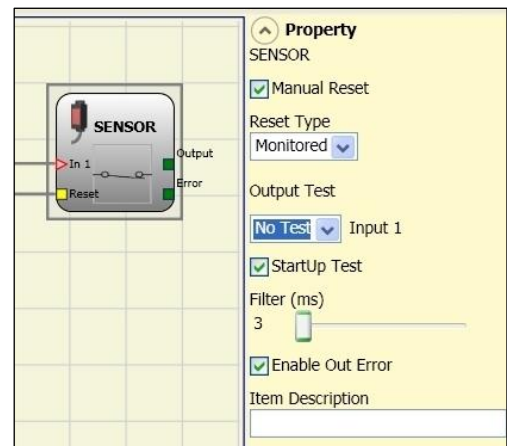 SENSOR
In 1
Output
Reset
Error
Property
SENSOR
Manual Reset
Reset Type
Monitored
Output Test
No Test Input 1
StartUp Test
Filter (ms)
3
Enable Out Error
Item Description